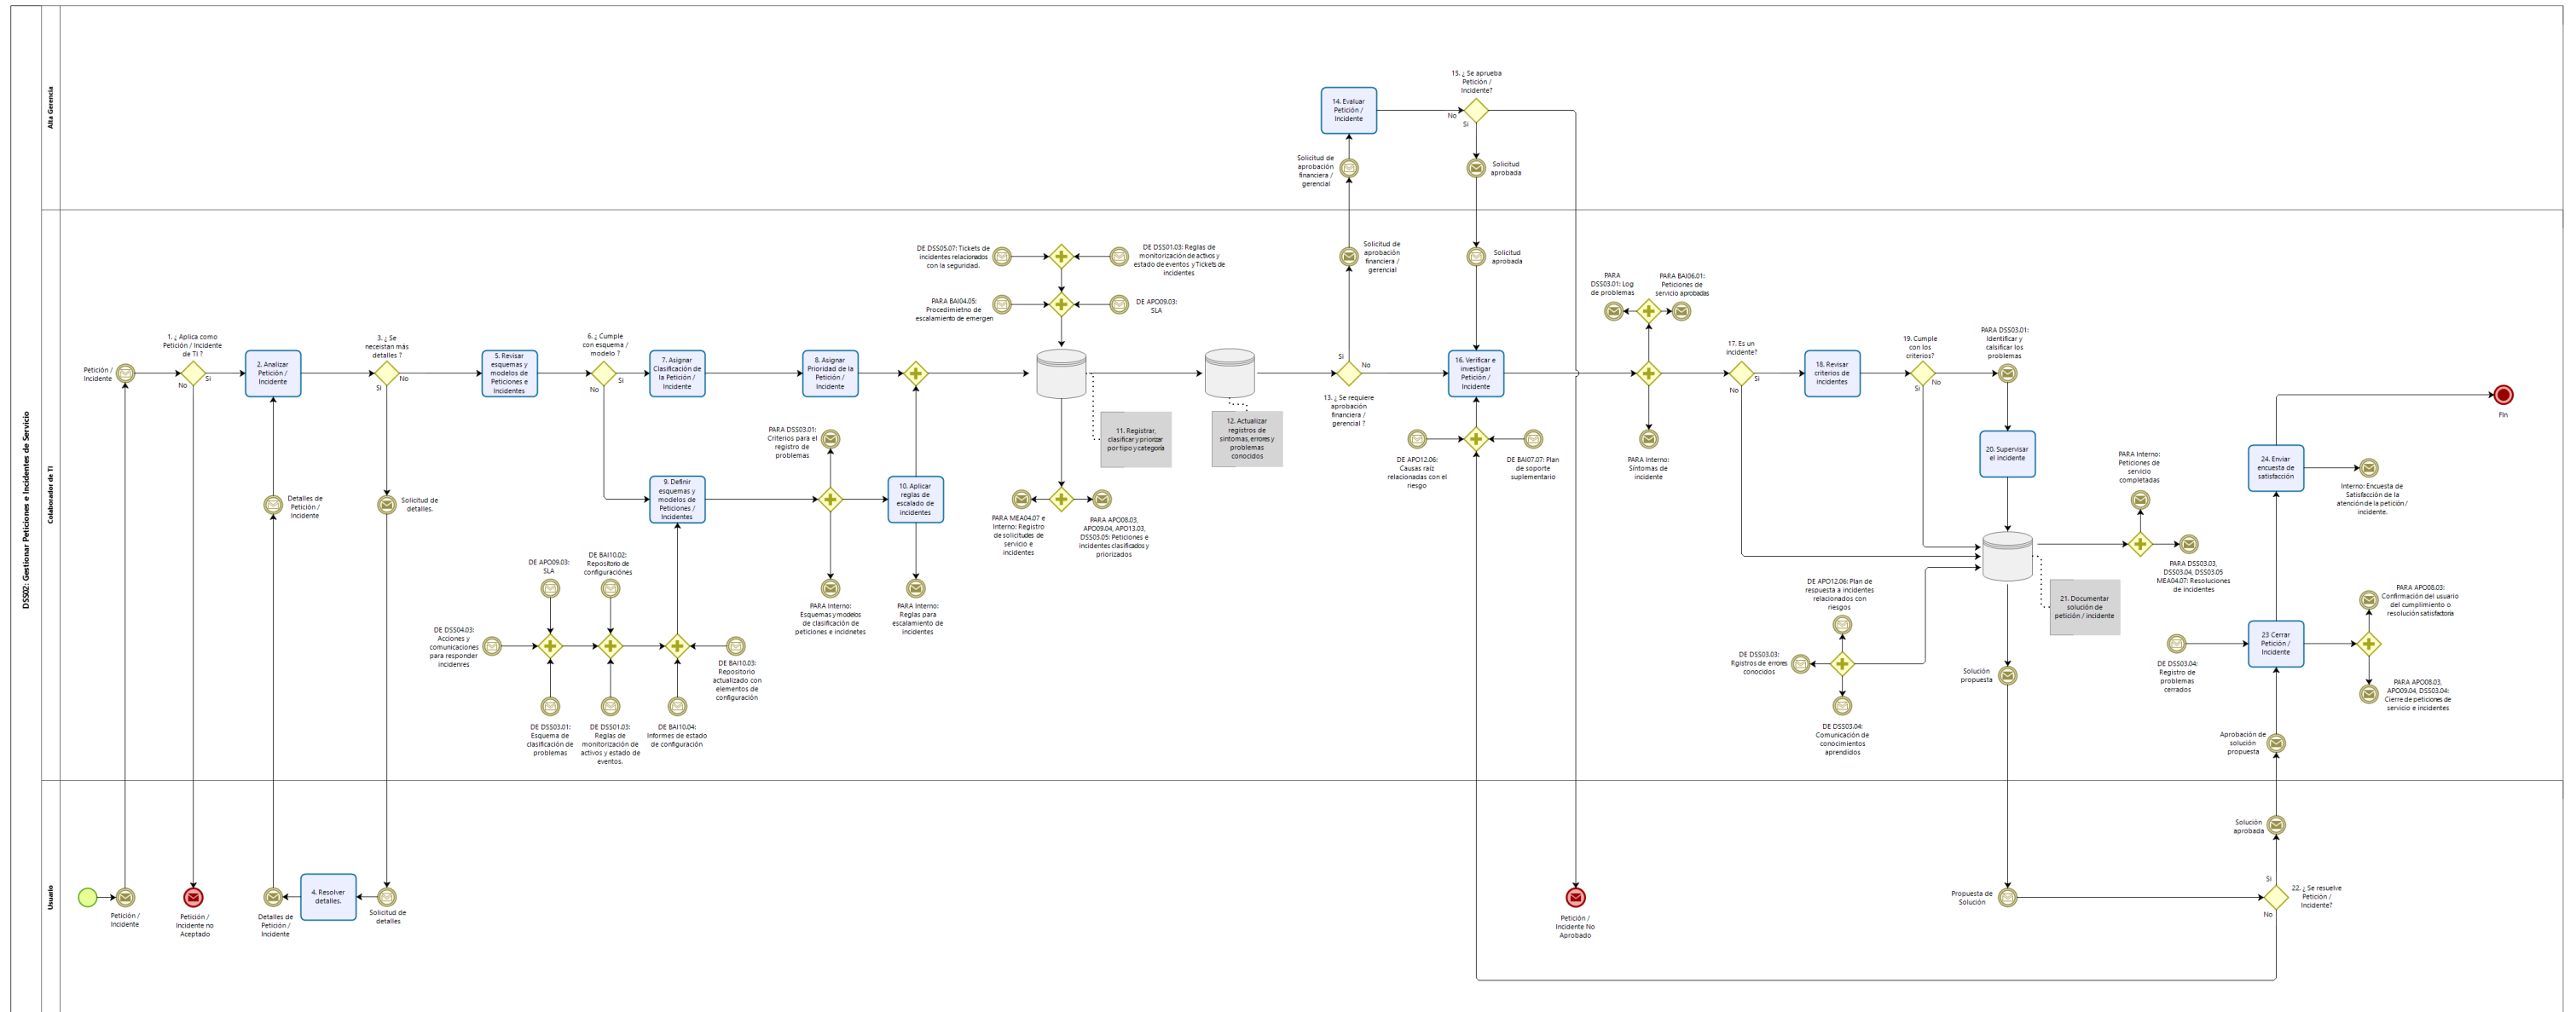 DSS02: Gestionar Peticiones e Incidentes de Servicio
Alta Gerencia
14. Evaluar
Petición /
Incidente
15. ¿ Se aprueba
Petición /
Incidente?
No
Si
Solicitud de
aprobación
financiera /
gerencial
Solicitud
aprobada
Colaborador de TI
Petición /
Incidente
1. ¿ Aplica como
Petición / Incidente
de TI ?
Si
No
2. Analizar
Petición /
Incidente
3. ¿ Se
neceistan más
detalles ?
No
Si
Detalles de
Petición /
Incidente
Solicitud de
detalles.
5. Revisar
esquemas y
modelos de
Peticiones e
Incidentes
6. ¿ Cumple
con esquema /
modelo ?
Si
No
7. Asignar
Clasificación de
la Petición /
Incidente
8. Asignar
Prioridad de la
Petición /
Incidente
9. Definir
esquemas y
modelos de
Peticiones /
Incidentes
DE APO09.03:
SLA
DE BAI10.02:
Repositorio de
configuraciónes
DE DSS04.03:
Acciones y
comunicaciones
para responder
incidenres
DE BAI10.03:
Repositorio
actualizado con
elementos de
configuración
DE DSS03.01:
Esquema de
clasificación de
problemas
DE DSS01.03:
Reglas de
monitorización de
activos y estado de
eventos.
DE BAI10.04:
Informes de estado
de configuración
PARA DSS03.01:
Criterios para el
registro de
problemas
10. Aplicar
reglas de
escalado de
incidentes
PARA Interno:
Esquemas y modelos
de clasificación de
peticiones e incidnetes
PARA Interno:
Reglas para
escalamiento de
incidentes
DE DSS05.07: Tickets de
incidentes relacionados
con la seguridad.
DE DSS01.03: Reglas de
monitorización de activos y
estado de eventos y Tickets de
incidentes
PARA BAI04.05:
Procedimietno de
escalamiento de emergen
DE APO09.03:
SLA
11. Registrar,
clasificar y priorizar
por tipo y categoría
12. Actualizar
registros de
síntomas, errores y
problemas
conocidos
PARA MEA04.07 e
Interno: Registro
de solicitudes de
servicio e
incidentes
PARA APO08.03,
APO09.04, APO13.03,
DSS03.05: Peticiones e
incidentes clasificados y
priorizados
Solicitud de
aprobación
financiera /
gerencial
Si
No
13. ¿ Se requiere
aprobación
financiera /
gerencial ?
Solicitud
aprobada
16. Verificar e
investigar
Petición /
Incidente
DE APO12.06:
Causas raíz
relacionadas con el
riesgo
DE BAI07.07: Plan
de soporte
suplementario
PARA
DSS03.01: Log
de problemas
PARA BAI06.01:
Peticiones de
servicio aprobadas
PARA Interno:
Síntomas de
incidente
17. Es un
incidente?
Si
No
18. Revisar
criterios de
incidentes
19. Cumple
con los
criterios?
No
Si
PARA DSS03.01:
Identificar y
calsificar los
problemas
20. Supervisar
el incidente
21. Documentar
solución de
petición / incidente
PARA Interno:
Peticiones de
servicio
completadas
PARA DSS03.03,
DSS03.04, DSS03.05
MEA04.07: Resoluciones
de incidentes
DE APO12.06: Plan de
respuesta a incidentes
relacionados con
riesgos
DE DSS03.03:
Rgistros de errores
conocidos
DE DSS03.04:
Comunicación de
conocimientos
aprendidos
Solución
propuesta
DE DSS03.04:
Registro de
problemas
cerrados
23 Cerrar
Petición /
Incidente
PARA APO08.03:
Confirmación del usuario
del cumplimiento o
resolución satisfactoria
PARA APO08.03,
APO09.04, DSS03.04:
Cierre de peticiones de
servicio e incidentes
24. Enviar
encuesta de
satisfacción
Interno: Encuesta de
Satisfacción de la
atención de la petición /
incidente.
Fin
Aprobación de
solución
propuesta
Usuario
Petición /
Incidente
Petición /
Incidente no
Aceptado
Detalles de
Petición /
Incidente
4. Resolver
detalles.
Solicitud de
detalles
Petición /
Incidente No
Aprobado
Propuesta de
Solución
Solución
aprobada
Si
22. ¿ Se resuelve
Petición /
Incidente?
No